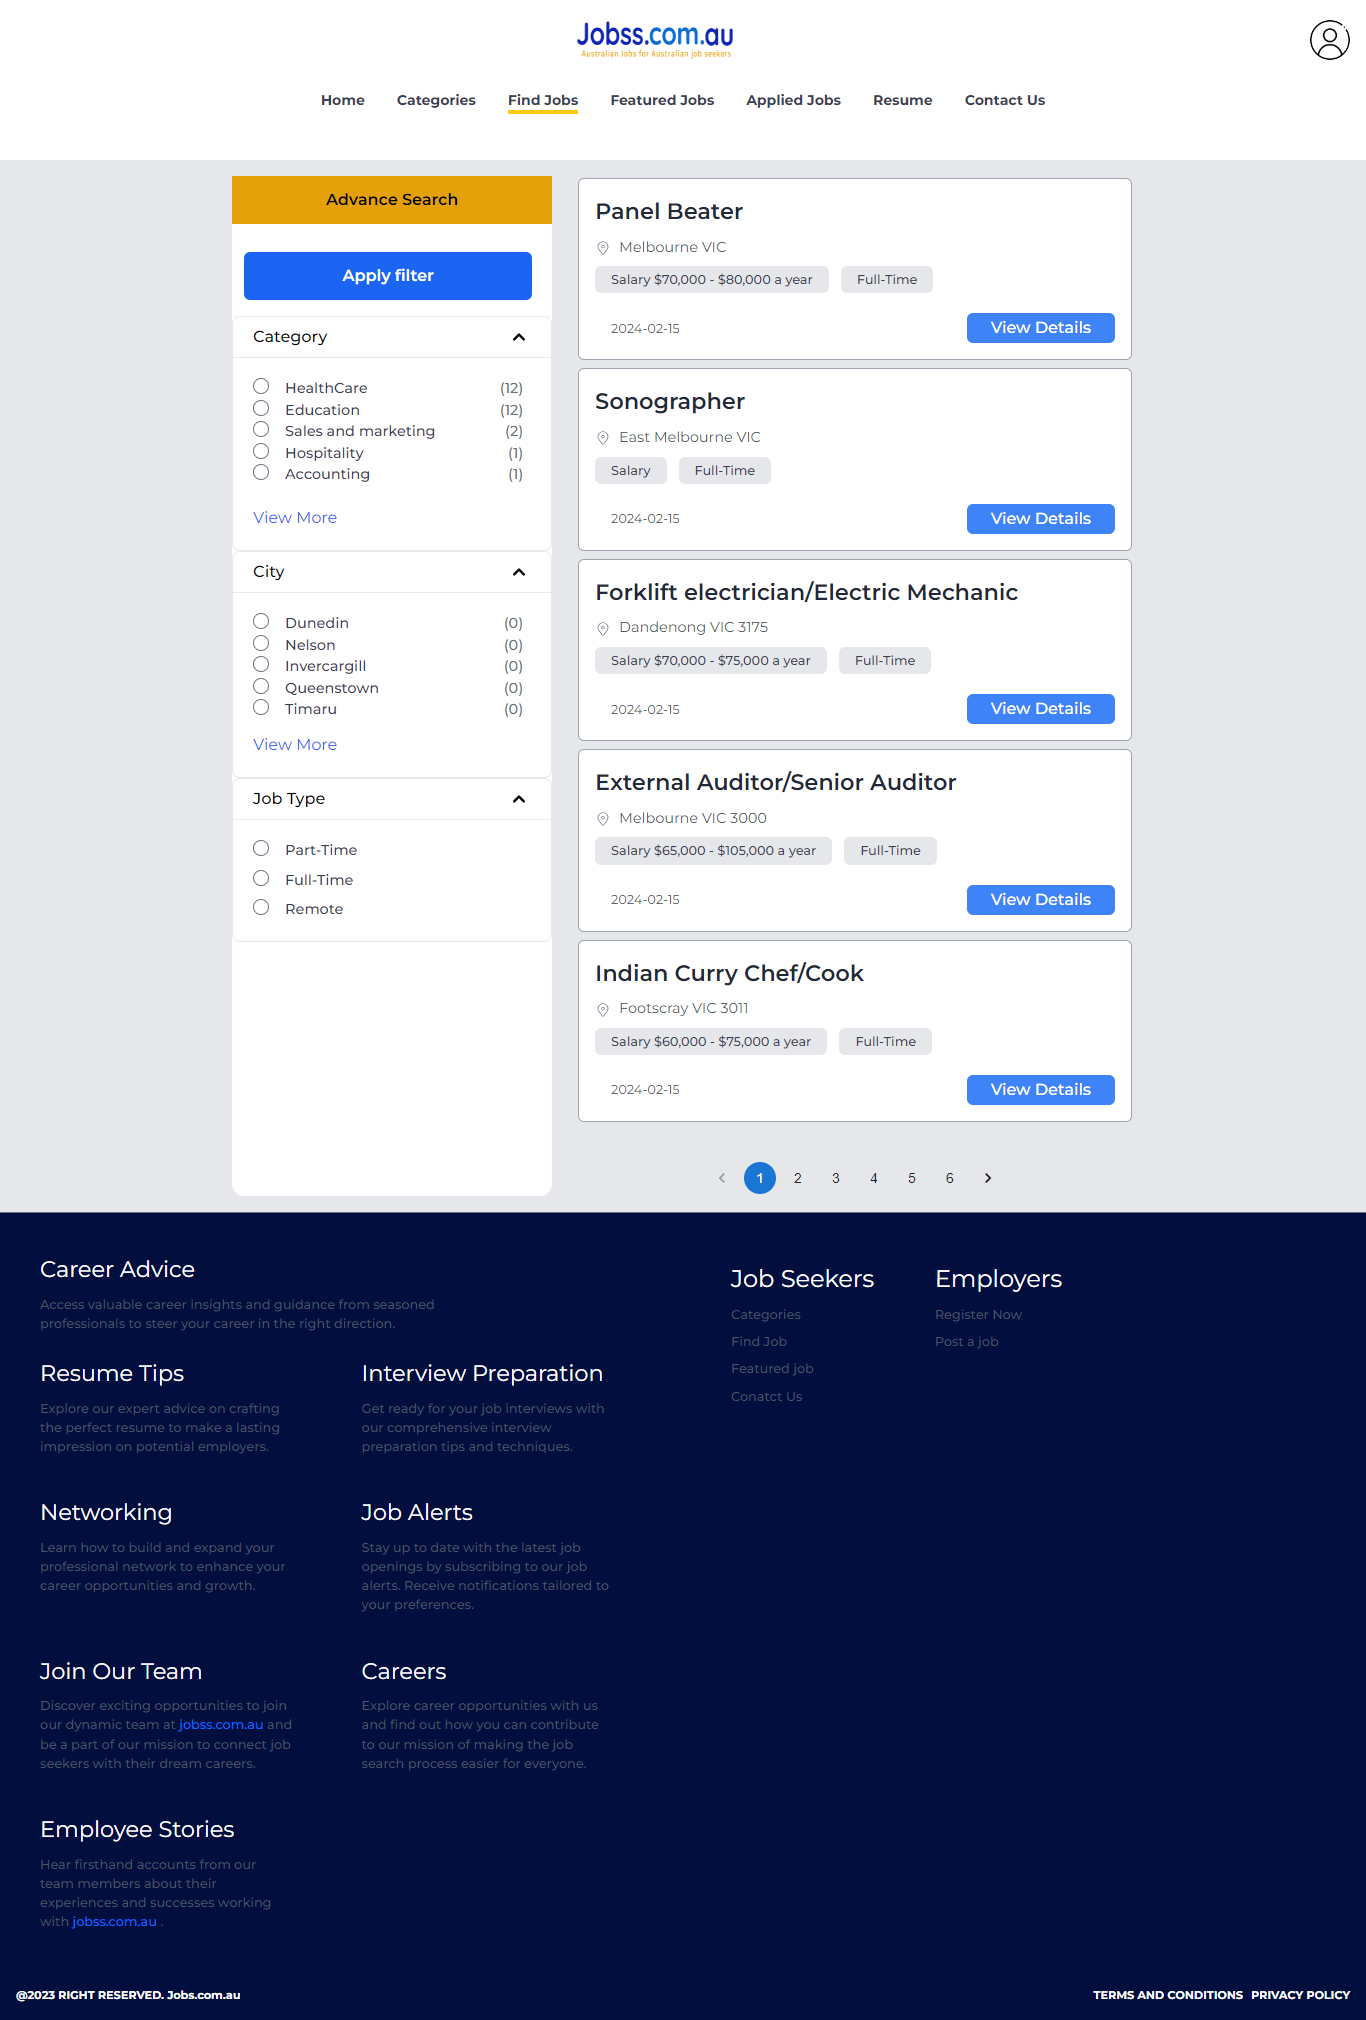 Jobss.com.au
Australian Jobs for Australian job seekers
Home Categories Find Jobs Featured Jobs Applied Jobs Resume Contact Us
Advance Search
Apply filter
Category
HealthCare (12)
Education (12)
Sales and marketing (2)
Hospitality (1)
Accounting (1)
View More
City
Dunedin (0)
Nelson (0)
Invercargill (0)
Queenstown (0)
Timaru (0)
View More
Job Type
Part-Time
Full-Time
Remote
Panel Beater
Melbourne VIC
Salary $70,000 - $80,000 a year Full-Time
2024-02-15 View Details
Sonographer
East Melbourne VIC
Salary Full-Time
2024-02-15 View Details
Forklift electrician/Electric Mechanic
Dandenong VIC 3175
Salary $70,000 - $75,000 a year Full-Time
2024-02-15 View Details
External Auditor/Senior Auditor
Melbourne VIC 3000
Salary $65,000 - $105,000 a year Full-Time
2024-02-15 View Details
Indian Curry Chef/Cook
Footscray VIC 3011
Salary $60,000 - $75,000 a year Full-Time
2024-02-15 View Details
1 2 3 4 5 6
Career Advice
Access valuable career insights and guidance from seasoned
professionals to steer your career in the right direction.
Resume Tips
Explore our expert advice on crafting
the perfect resume to make a lasting
impression on potential employers.
Interview Preparation
Get ready for your job interviews with
our comprehensive interview
preparation tips and techniques.
Networking
Learn how to build and expand your
professional network to enhance your
career opportunities and growth.
Job Alerts
Stay up to date with the latest job
openings by subscribing to our job
alerts. Receive notifications tailored to
your preferences.
Join Our Team
Discover exciting opportunities to join
our dynamic team at jobss.com.au and
be a part of our mission to connect job
seekers with their dream careers.
Careers
Explore career opportunities with us
and find out how you can contribute
to our mission of making the job
search process easier for everyone.
Employee Stories
Hear firsthand accounts from our
team members about their
experiences and successes working
with jobss.com.au .
Job Seekers
Categories
Find Job
Featured job
Conatct Us
Employers
Register Now
Post a job
@2023 RIGHT RESERVED. Jobs.com.au
TERMS AND CONDITIONS PRIVACY POLICY